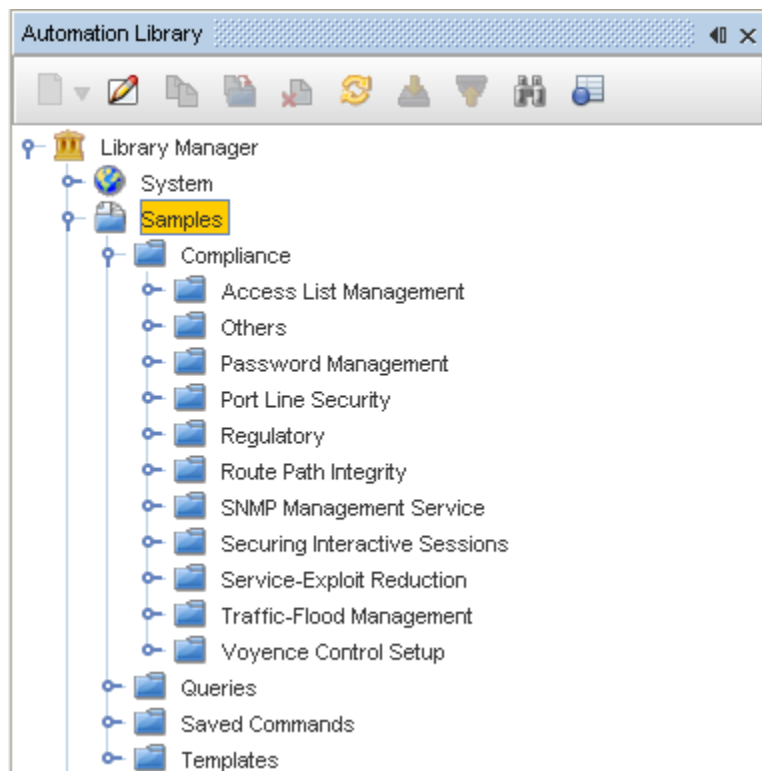 Automation Library
Library Manager
System
Samples
Compliance
Access List Management
Others
Password Management
Port Line Security
Regulatory
Route Path Integrity
SNMP Management Service
Securing Interactive Sessions
Service-Exploit Reduction
Traffic-Flood Management
Voyence Control Setup
Queries
Saved Commands
Templates